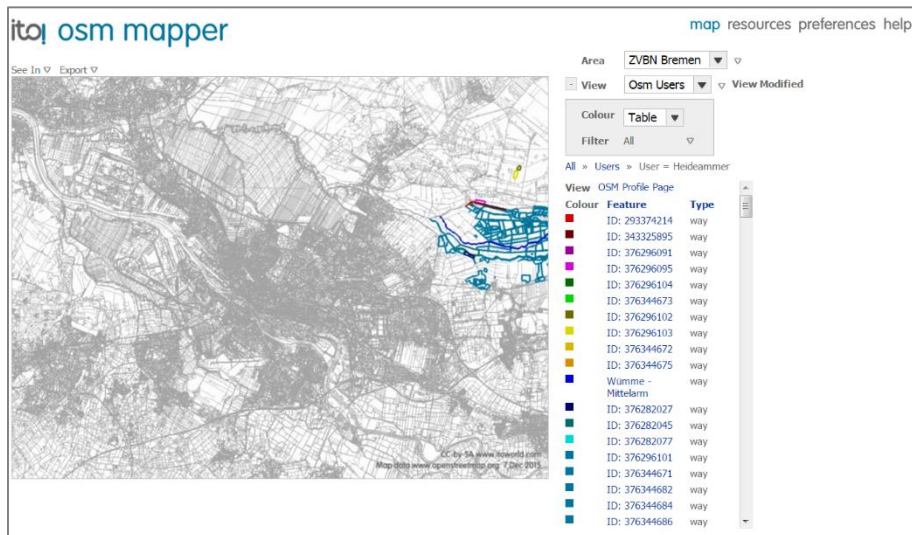 ito! osm mapper
map resources preferences help
See In ▽ Export ▽
Area ZVBN Bremen ▼ ▽
- View Osm Users ▼ ▽ View Modified
Colour Table ▼
Filter All ▽
All » Users » User = Heideammer
View OSM Profile Page
Colour Feature Type
ID: 293374214 way
ID: 343325895 way
ID: 376296091 way
ID: 376296095 way
ID: 376296104 way
ID: 376344673 way
ID: 376296102 way
ID: 376296103 way
ID: 376344672 way
ID: 376344675 way
Wümme - way
Mittelarm
ID: 376282027 way
ID: 376282045 way
ID: 376282077 way
ID: 376296101 way
ID: 376344671 way
ID: 376344682 way
ID: 376344684 way
ID: 376344686 way
CC-by-SA www.itoworld.com
Map data www.openstreetmap.org 7 Dec 2015